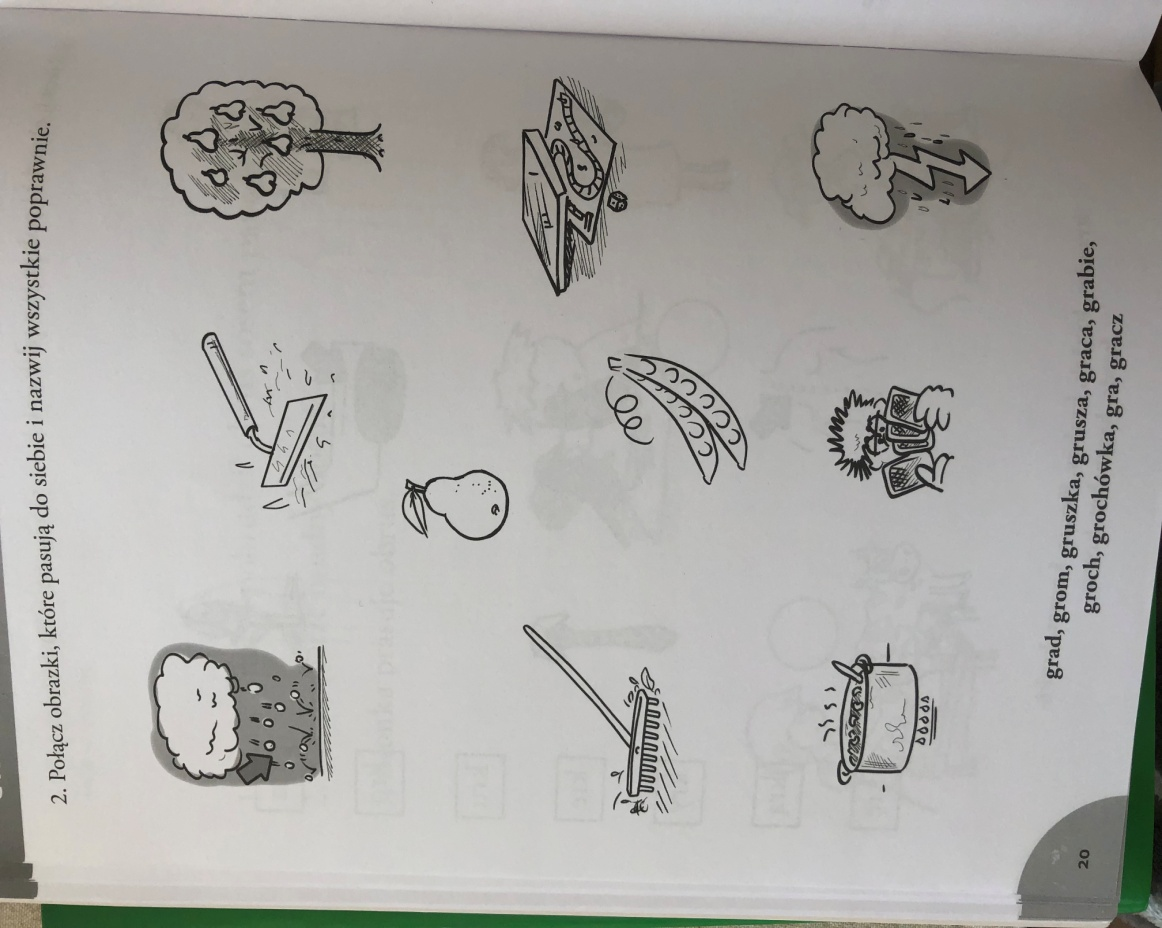 2. Połącz obrazki, które pasują do siebie i nazwij wszystkie poprawnie.
grad, grom, gruszka, grusza, graca, grabie,
groch, grochówka, gra, gracz
20